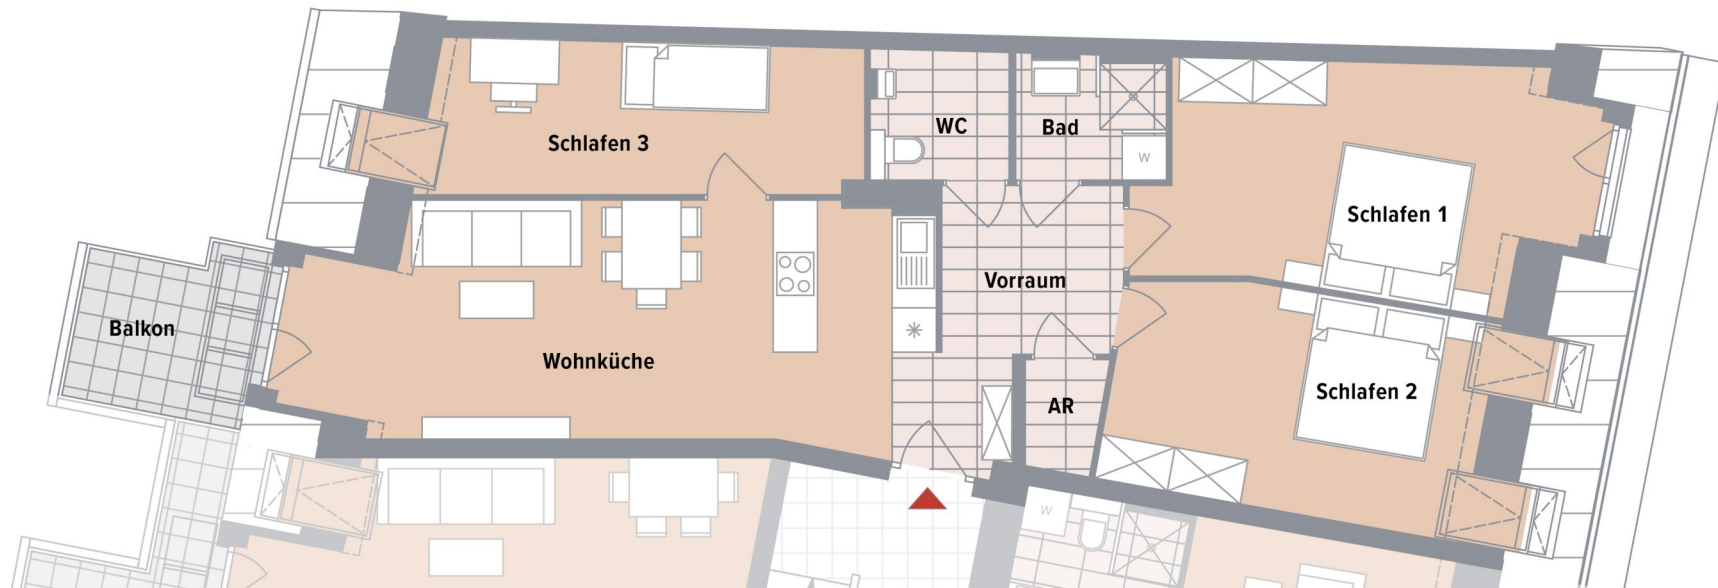 WC
Bad
Schlafen 3
W
Schlafen 1
Vorraum
Balkon
Wohnküche
Schlafen 2
AR
W